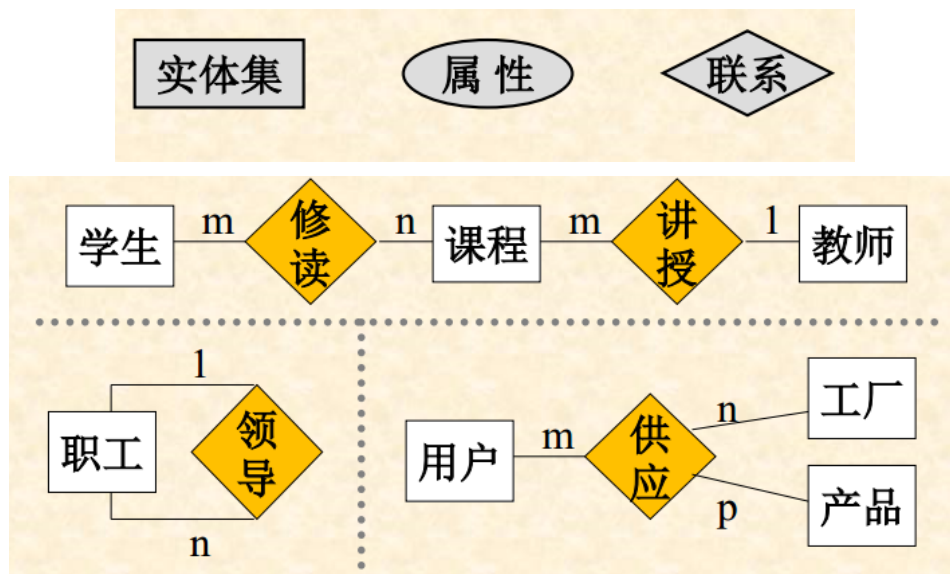 实体集 属 性 联系
学生 m 修读 n 课程 m 讲授 1 教师
1
职工 领导
n
用户 m 供应 n 工厂
p 产品